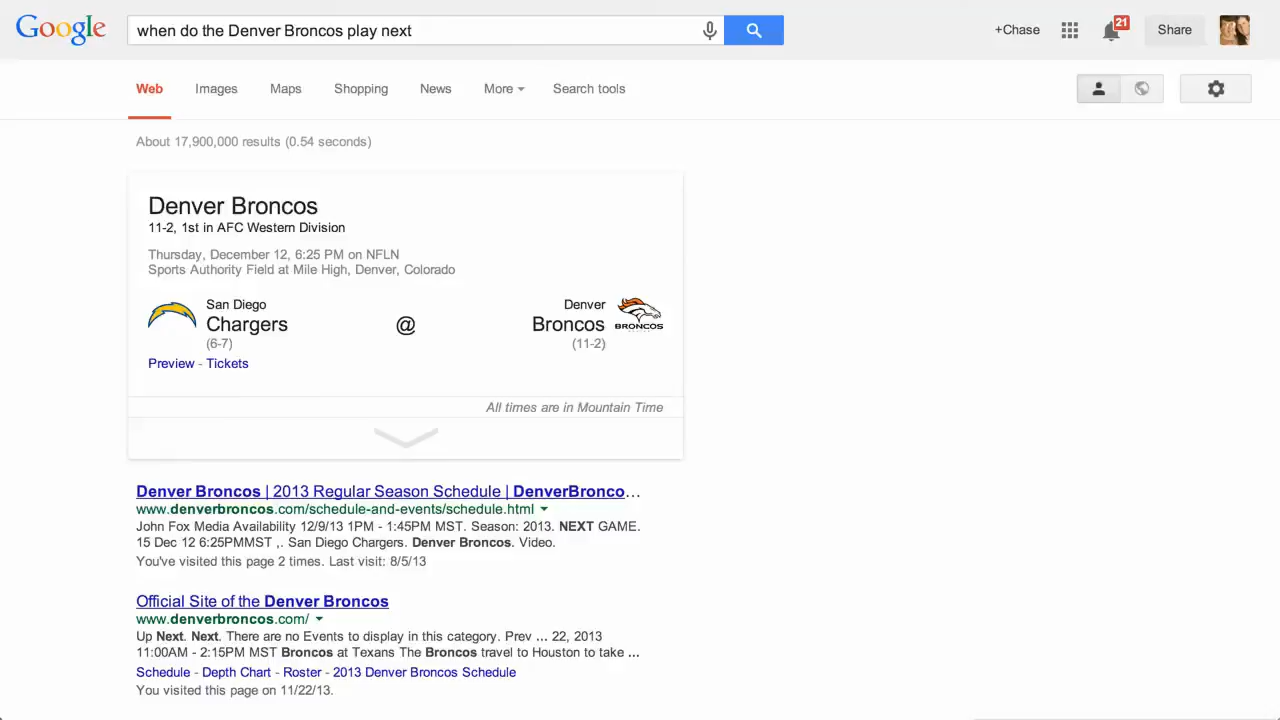 Google
when do the Denver Broncos play next
+Chase
21
Share
Web
Images
Maps
Shopping
News
More
Search tools
About 17,900,000 results (0.54 seconds)
Denver Broncos
11-2, 1st in AFC Western Division
Thursday, December 12, 6:25 PM on NFLN
Sports Authority Field at Mile High, Denver, Colorado
San Diego
Chargers
(6-7)
@
Denver
Broncos
(11-2)
BRONCOS
Preview - Tickets
All times are in Mountain Time
Denver Broncos | 2013 Regular Season Schedule | DenverBronco...
www.denverbroncos.com/schedule-and-events/schedule.html
John Fox Media Availability 12/9/13 1PM - 1:45PM MST. Season: 2013. NEXT GAME.
15 Dec 12 6:25PMMST ,. San Diego Chargers. Denver Broncos. Video.
You've visited this page 2 times. Last visit: 8/5/13
Official Site of the Denver Broncos
www.denverbroncos.com/
Up Next. Next. There are no Events to display in this category. Prev ... 22, 2013
11:00AM - 2:15PM MST Broncos at Texans The Broncos travel to Houston to take ...
Schedule - Depth Chart - Roster - 2013 Denver Broncos Schedule
You visited this page on 11/22/13.